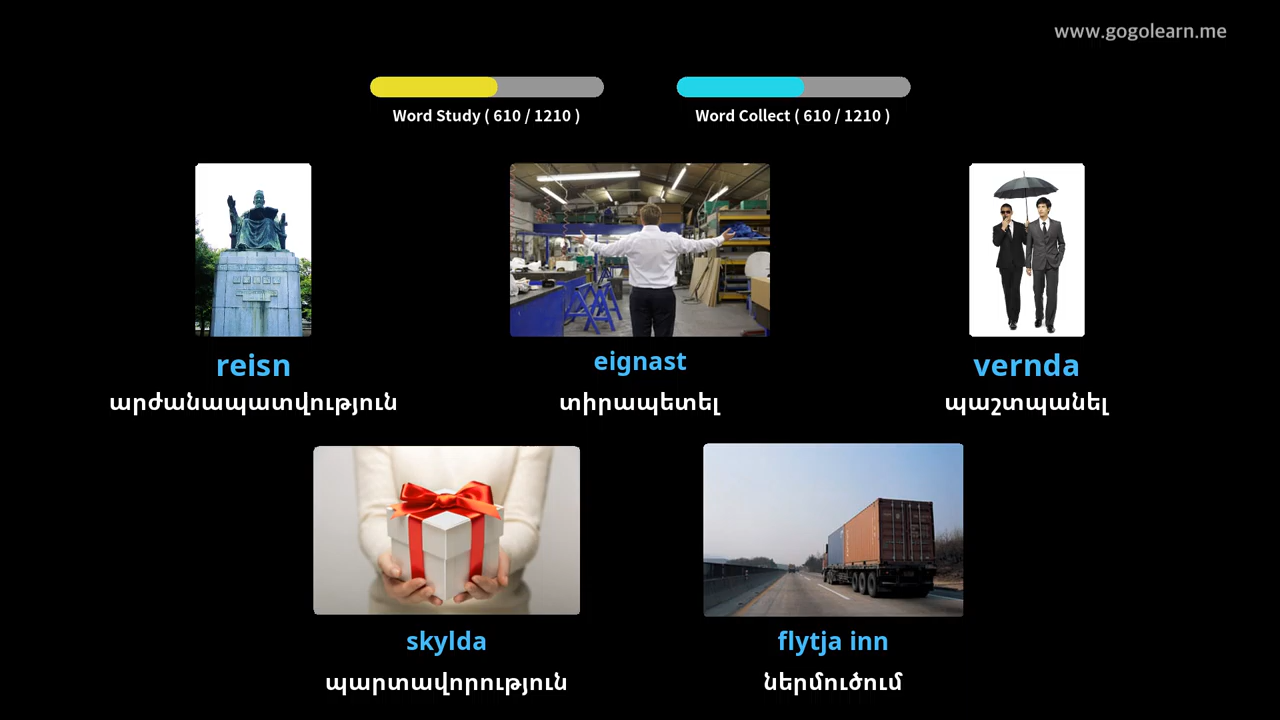 www.gogolearn.me
Word Study ( 610 / 1210 )
Word Collect ( 610 / 1210 )
reisn
արժանապատվություն
eignast
տիրապետել
vernda
պաշտպանել
skylda
պարտավորություն
flytja inn
ներմուծում